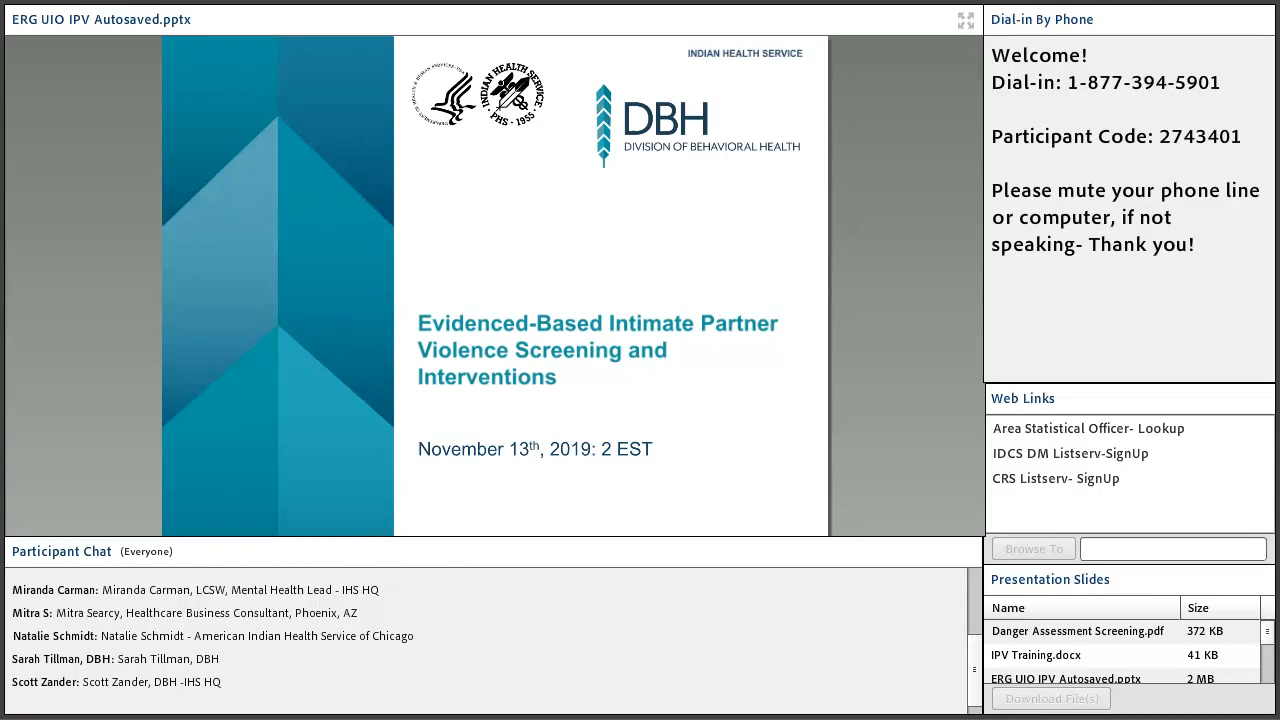 ERG UIO IPV Autosaved.pptx
INDIAN HEALTH SERVICE
INDIAN HEALTH SERVICE
PHS · 1955
DBH
DIVISION OF BEHAVIORAL HEALTH
Evidenced-Based Intimate Partner
Violence Screening and
Interventions
November 13th, 2019: 2 EST
Dial-in By Phone
Welcome!
Dial-in: 1-877-394-5901
Participant Code: 2743401
Please mute your phone line
or computer, if not
speaking- Thank you!
Web Links
Area Statistical Officer- Lookup
IDCS DM Listserv-SignUp
CRS Listserv- SignUp
Browse To
Participant Chat (Everyone)
Miranda Carman: Miranda Carman, LCSW, Mental Health Lead - IHS HQ
Mitra S: Mitra Searcy, Healthcare Business Consultant, Phoenix, AZ
Natalie Schmidt: Natalie Schmidt - American Indian Health Service of Chicago
Sarah Tillman, DBH: Sarah Tillman, DBH
Scott Zander: Scott Zander, DBH -IHS HQ
Presentation Slides
Name Size
Danger Assessment Screening.pdf 372 KB
IPV Training.docx 41 KB
ERG UIO IPV Autosaved.pptx 2 MB
Download File(s)